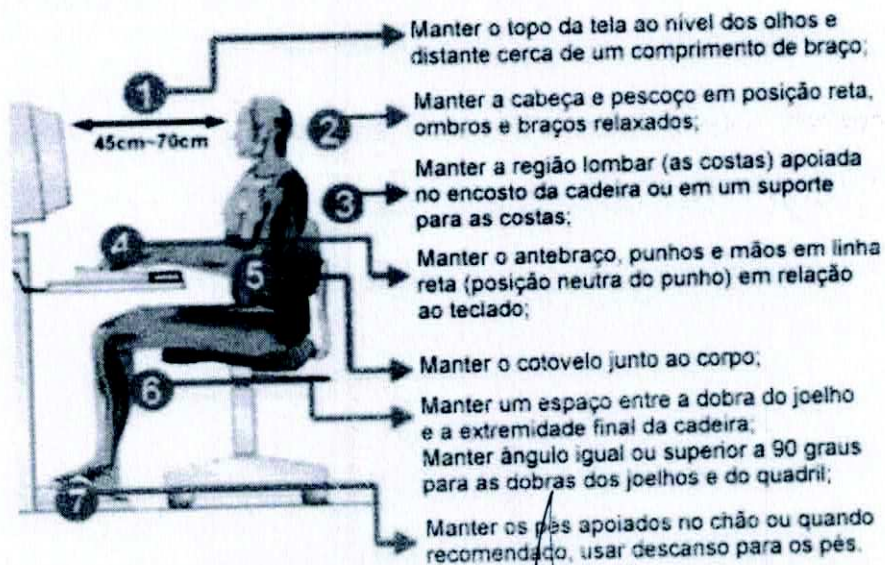 1
Manter o topo da tela ao nível dos olhos e
distante cerca de um comprimento de braço;
45cm~70cm
2
Manter a cabeça e pescoço em posição reta,
ombros e braços relaxados;
3
Manter a região lombar (as costas) apoiada
no encosto da cadeira ou em um suporte
para as costas;
4
Manter o antebraço, punhos e mãos em linha
reta (posição neutra do punho) em relação
ao teclado;
5
Manter o cotovelo junto ao corpo;
6
Manter um espaço entre a dobra do joelho
e a extremidade final da cadeira;
Manter ângulo igual ou superior a 90 graus
para as dobras dos joelhos e do quadril;
7
Manter os pés apoiados no chão ou quando
recomendado, usar descanso para os pés.